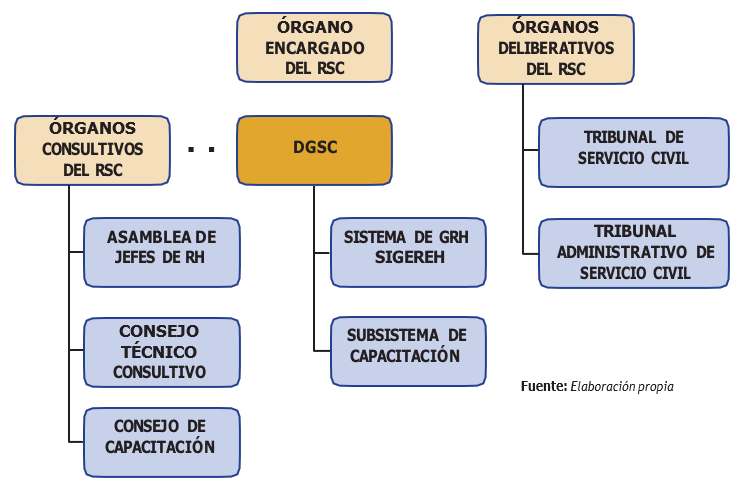 ÓRGANO
ENCARGADO
DEL RSC
ÓRGANOS
DELIBERATIVOS
DEL RSC
ÓRGANOS
CONSULTIVOS
DEL RSC
DGSC
TRIBUNAL DE
SERVICIO CIVIL
ASAMBLEA DE
JEFES DE RH
SISTEMA DE GRH
SIGEREH
TRIBUNAL
ADMINISTRATIVO DE
SERVICIO CIVIL
CONSEJO
TÉCNICO
CONSULTIVO
SUBSISTEMA DE
CAPACITACIÓN
Fuente: Elaboración propia
CONSEJO DE
CAPACITACIÓN